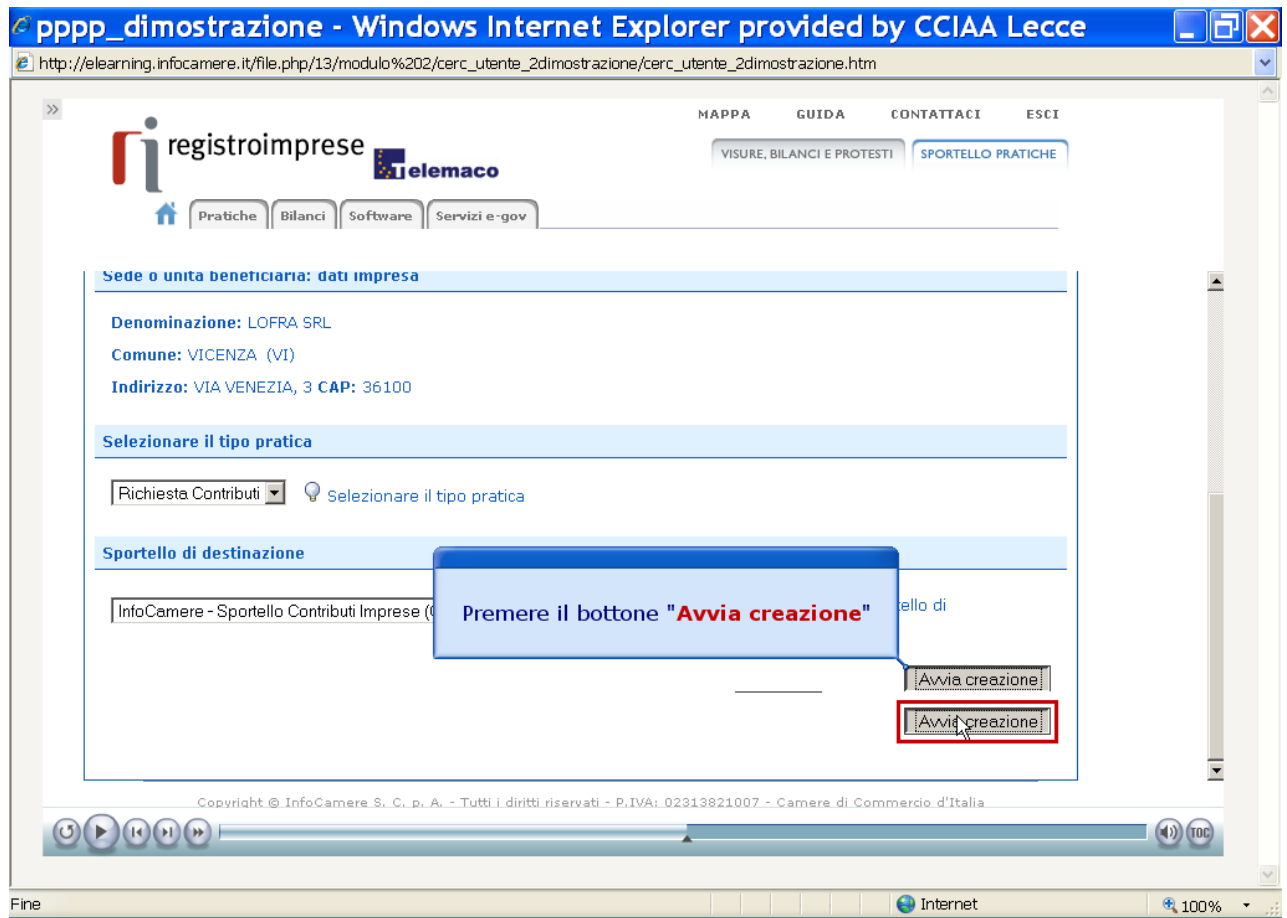 pppp_dimostrazione - Windows Internet Explorer provided by CCIAA Lecce
http://elearning.infocamere.it/file.php/13/modulo%202/cerc_utente_2dimostrazione/cerc_utente_2dimostrazione.htm
MAPPA GUIDA CONTATTACI ESCI
registroimprese
Telemaco
VISURE, BILANCI E PROTESTI SPORTELLO PRATICHE
Pratiche Bilanci Software Servizi e-gov
Sede o unità beneficiaria: dati impresa
Denominazione: LOFRA SRL
Comune: VICENZA (VI)
Indirizzo: VIA VENEZIA, 3 CAP: 36100
Selezionare il tipo pratica
Richiesta Contributi Selezionare il tipo pratica
Sportello di destinazione
InfoCamere - Sportello Contributi Imprese ( tello di
Premere il bottone "Avvia creazione"
Avvia creazione
Avvia creazione
Copyright © InfoCamere S. C. p. A. - Tutti i diritti riservati - P.IVA: 02313821007 - Camere di Commercio d'Italia
TOC
Fine Internet 100%